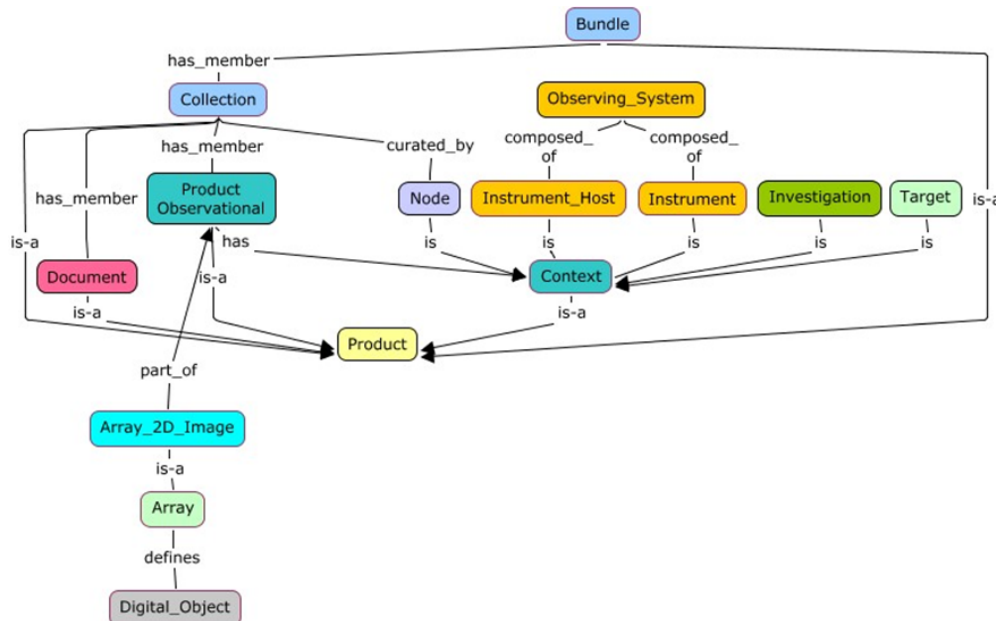 Bundle
has_member
Collection
Observing_System
has_member
curated_by
composed_
of
composed_
of
has_member
Product
Observational
Node
Instrument_Host
Instrument
Investigation
Target
is-a
is-a
has
is
is
is
is
is
Document
is-a
Context
is-a
is-a
Product
part_of
Array_2D_Image
is-a
Array
defines
Digital_Object